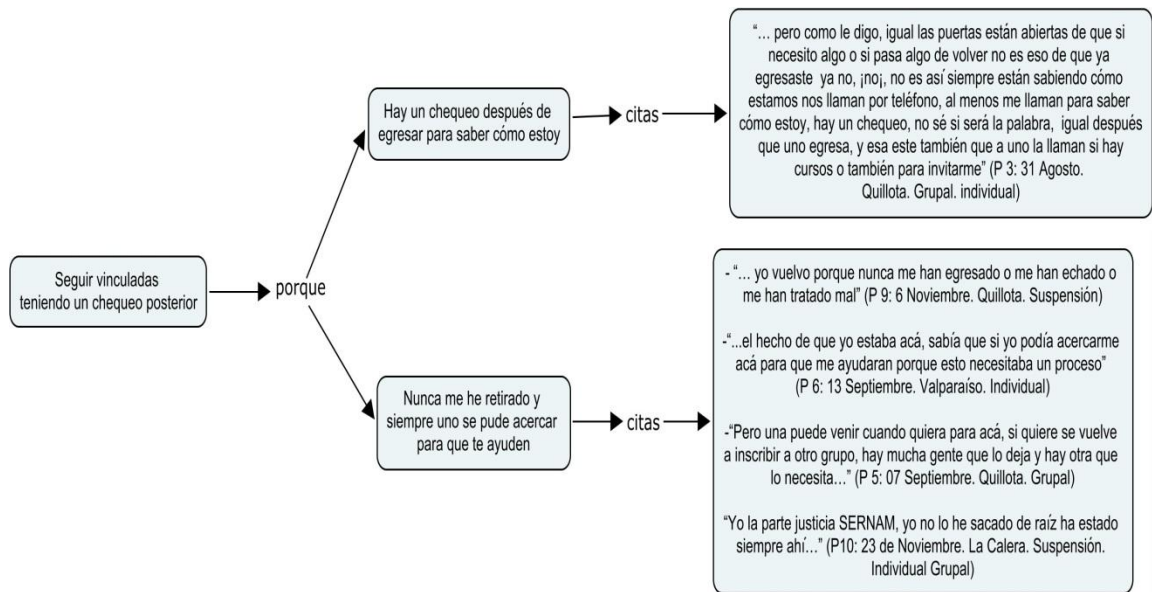 Seguir vinculadas
teniendo un chequeo posterior
porque
Hay un chequeo después de
egresar para saber cómo estoy
citas
“… pero como le digo, igual las puertas están abiertas de que si
necesito algo o si pasa algo de volver no es eso de que ya
egresaste ya no, ¡no¡, no es así siempre están sabiendo cómo
estamos nos llaman por teléfono, al menos me llaman para saber
cómo estoy, hay un chequeo, no sé si será la palabra, igual después
que uno egresa, y esa este también que a uno la llaman si hay
cursos o también para invitarme” (P 3: 31 Agosto.
Quillota. Grupal. individual)
Nunca me he retirado y
siempre uno se pude acercar
para que te ayuden
citas
- “… yo vuelvo porque nunca me han egresado o me han echado o
me han tratado mal” (P 9: 6 Noviembre. Quillota. Suspensión)
-“...el hecho de que yo estaba acá, sabía que si yo podía acercarme
acá para que me ayudaran porque esto necesitaba un proceso”
(P 6: 13 Septiembre. Valparaíso. Individual)
-“Pero una puede venir cuando quiera para acá, si quiere se vuelve
a inscribir a otro grupo, hay mucha gente que lo deja y hay otra que
lo necesita…” (P 5: 07 Septiembre. Quillota. Grupal)
“Yo la parte justicia SERNAM, yo no lo he sacado de raíz ha estado
siempre ahí…” (P10: 23 de Noviembre. La Calera. Suspensión.
Individual Grupal)